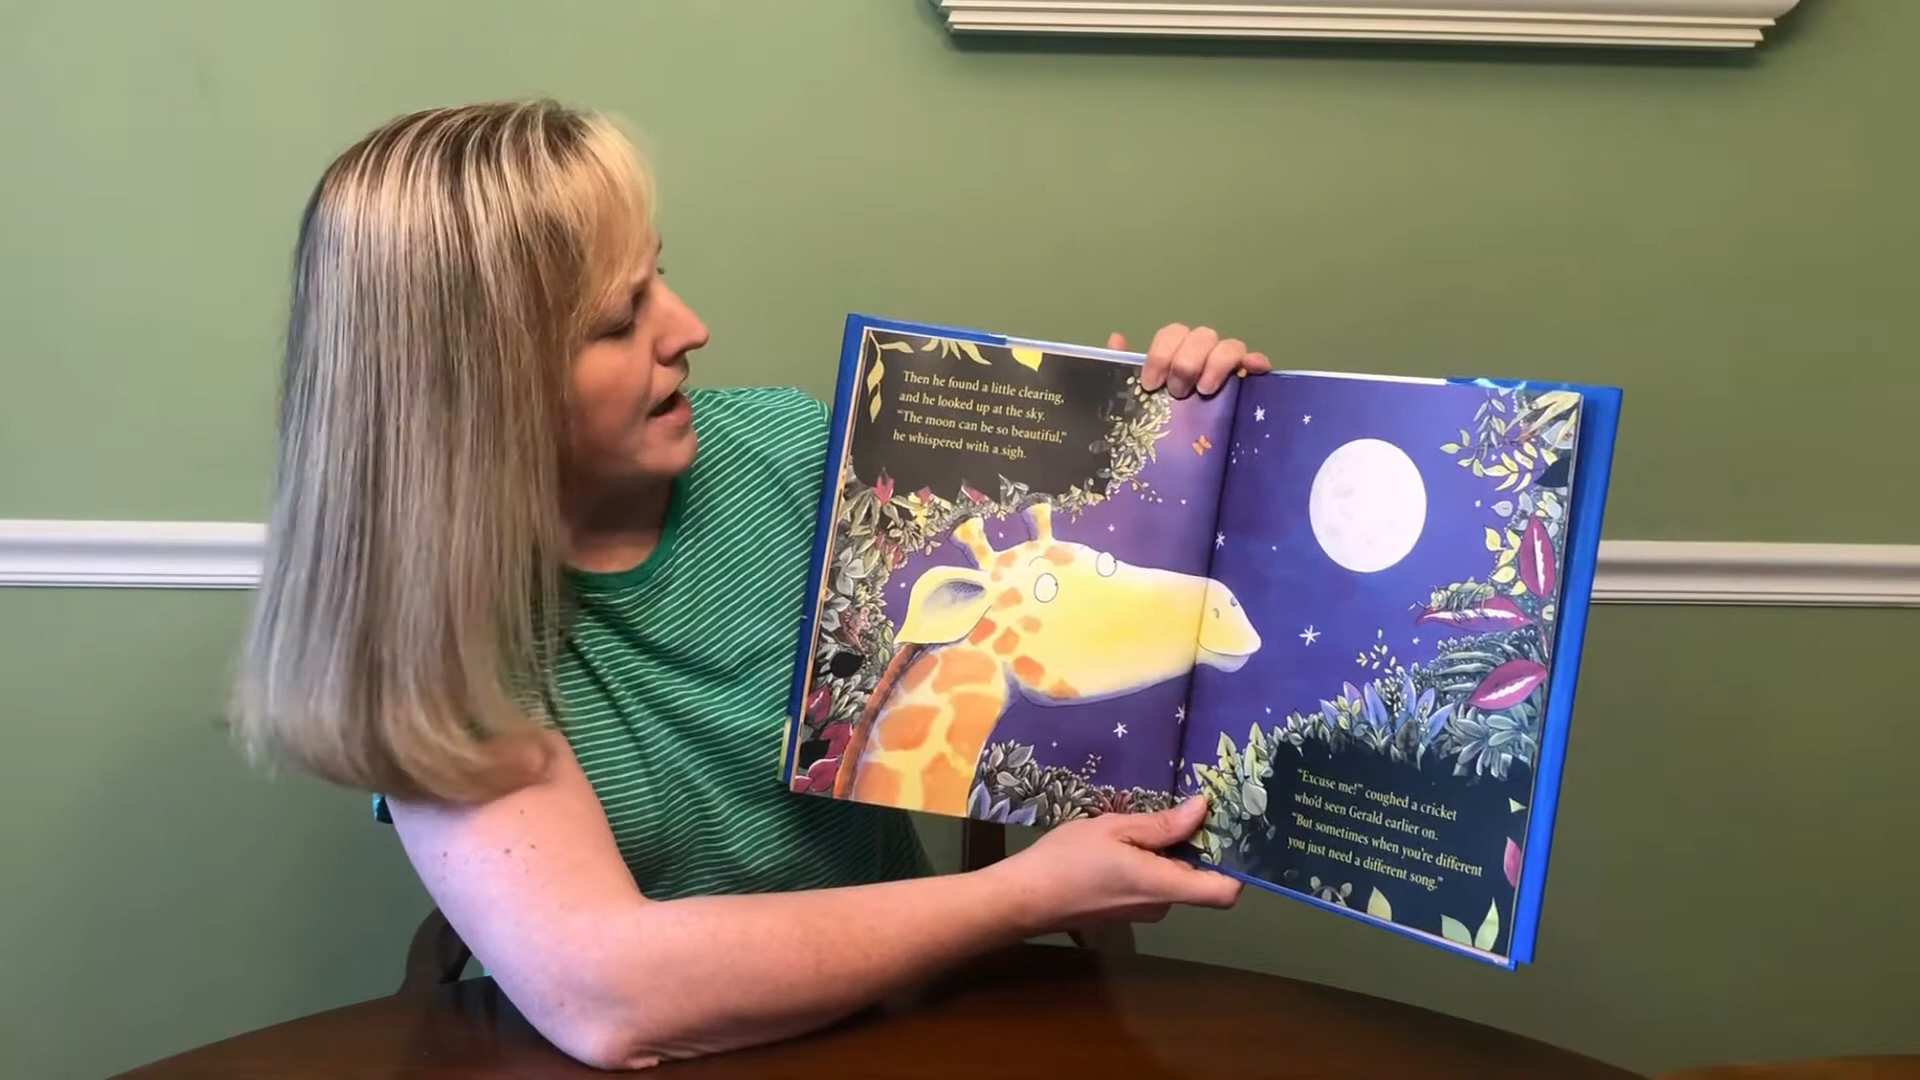 Then he found a little clearing,
and he looked up at the sky.
"The moon can be so beautiful,"
he whispered with a sigh.
"Excuse me!" coughed a cricket
who'd seen Gerald earlier on.
"But sometimes when you're different
you just need a different song."